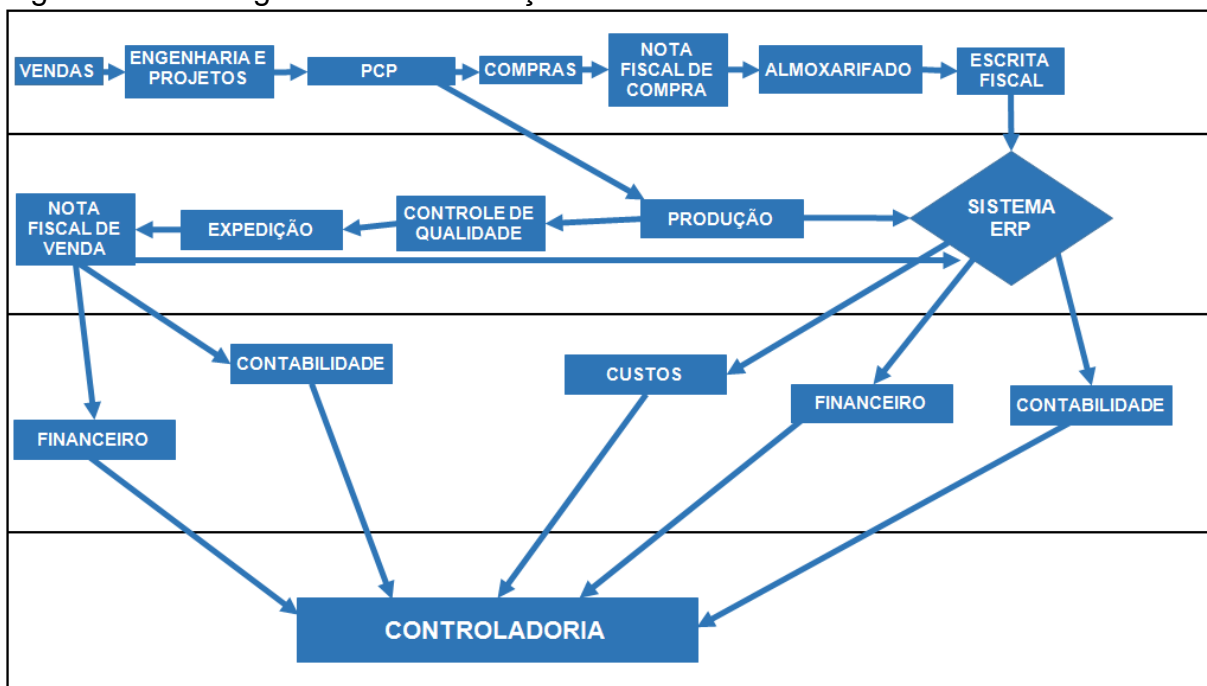 VENDAS
ENGENHARIA E
PROJETOS
PCP
COMPRAS
NOTA
FISCAL DE
COMPRA
ALMOXARIFADO
ESCRITA
FISCAL
NOTA
FISCAL DE
VENDA
EXPEDIÇÃO
CONTROLE DE
QUALIDADE
PRODUÇÃO
SISTEMA
ERP
CONTABILIDADE
CUSTOS
FINANCEIRO
CONTABILIDADE
FINANCEIRO
CONTROLADORIA